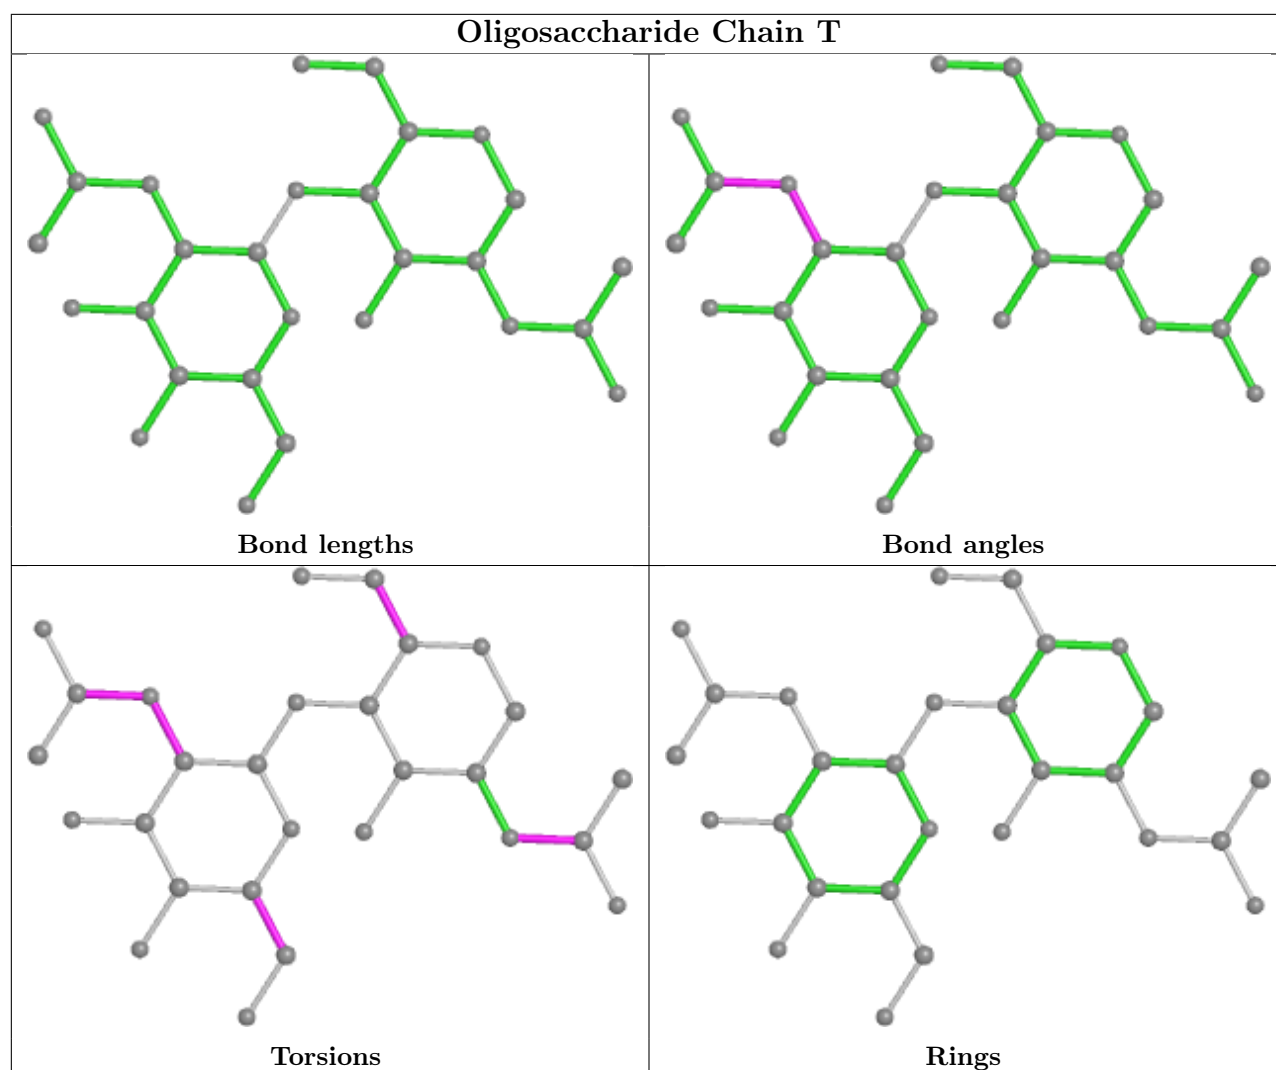 Oligosaccharide Chain T
Bond lengths
Bond angles
Torsions
Rings